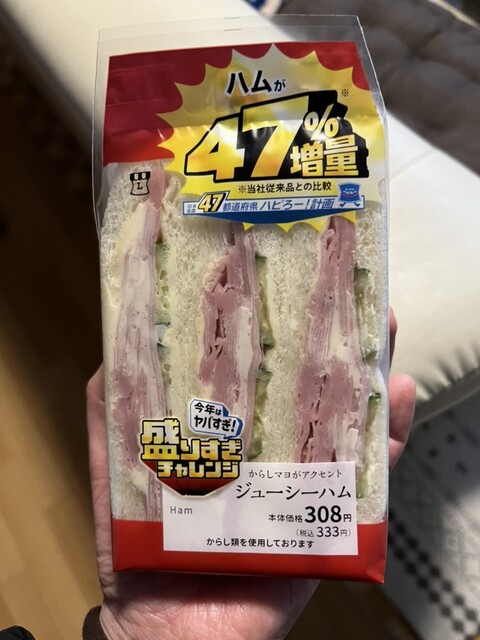 ハムが
47%増量※
※当社従来品との比較
47都道府県ハピろー!計画
L
今年は
ヤバすぎ!
盛りすぎ
チャレンジ
からしマヨがアクセント
ジューシーハム
Ham
本体価格308円
(税込 333円)
からし類を使用しております